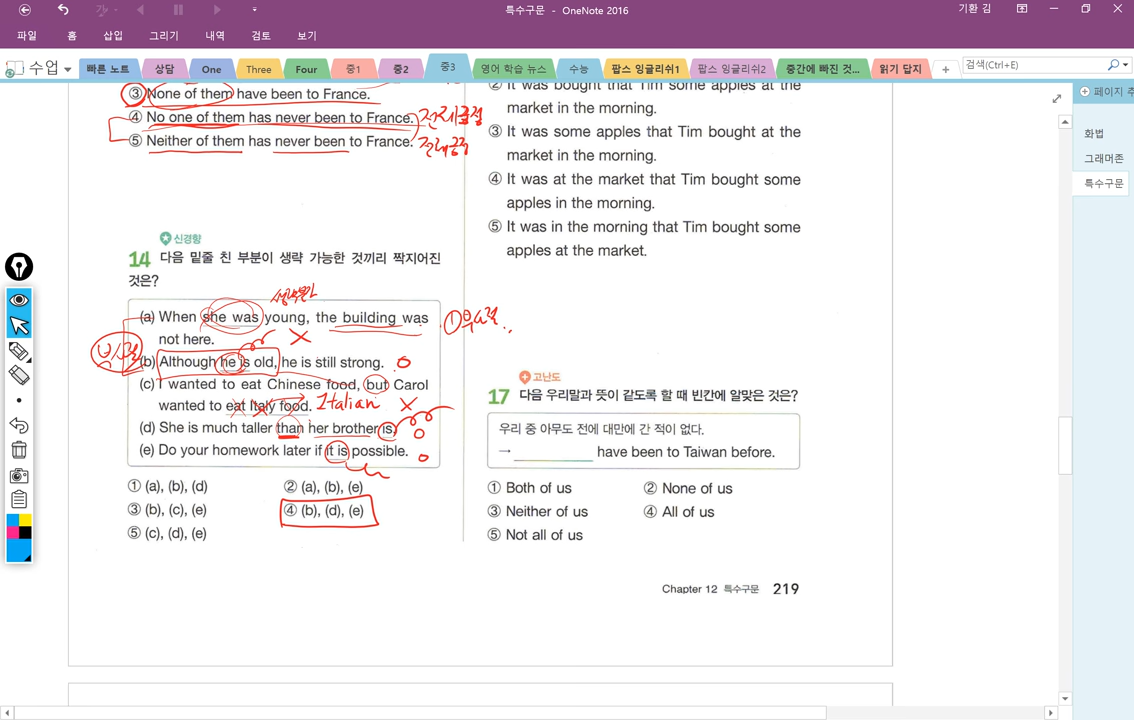 특수구문 - OneNote 2016
기환 김
파일 홈 삽입 그리기 내역 검토 보기
수업 빠른 노트 상담 One Three Four 중1 중2 중3 영어 학습 뉴스 수능 팝스 잉글리쉬1 팝스 잉글리쉬2 중간에 빠진 것... 읽기 답지 +
검색(Ctrl+E)
페이지 추
화법
그래머존
특수구문
③ None of them have been to France.
④ No one of them has never been to France.
⑤ Neither of them has never been to France.
신경향
14 다음 밑줄 친 부분이 생략 가능한 것끼리 짝지어진
것은?
(a) When she was young, the building was
not here.
(b) Although he is old, he is still strong.
(c) I wanted to eat Chinese food, but Carol
wanted to eat Italy food. Italian
(d) She is much taller than her brother is.
(e) Do your homework later if it is possible.
① (a), (b), (d) ② (a), (b), (e)
③ (b), (c), (e) ④ (b), (d), (e)
⑤ (c), (d), (e)
② It was bought that Tim some apples at the
market in the morning.
③ It was some apples that Tim bought at the
market in the morning.
④ It was at the market that Tim bought some
apples in the morning.
⑤ It was in the morning that Tim bought some
apples at the market.
고난도
17 다음 우리말과 뜻이 같도록 할 때 빈칸에 알맞은 것은?
우리 중 아무도 전에 대만에 간 적이 없다.
→ __________ have been to Taiwan before.
① Both of us ② None of us
③ Neither of us ④ All of us
⑤ Not all of us
Chapter 12 특수구문 219